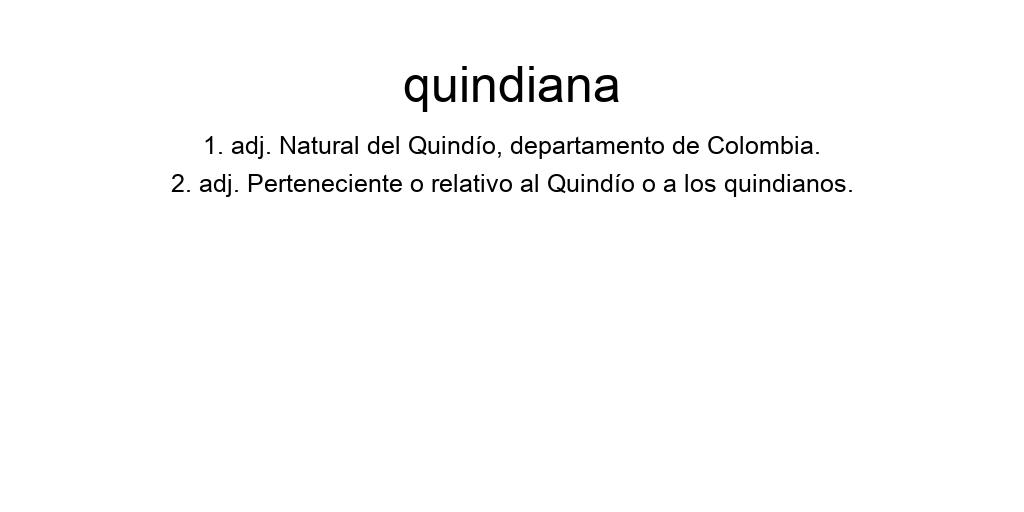 quindiana
1. adj. Natural del Quindío, departamento de Colombia.
2. adj. Perteneciente o relativo al Quindío o a los quindianos.